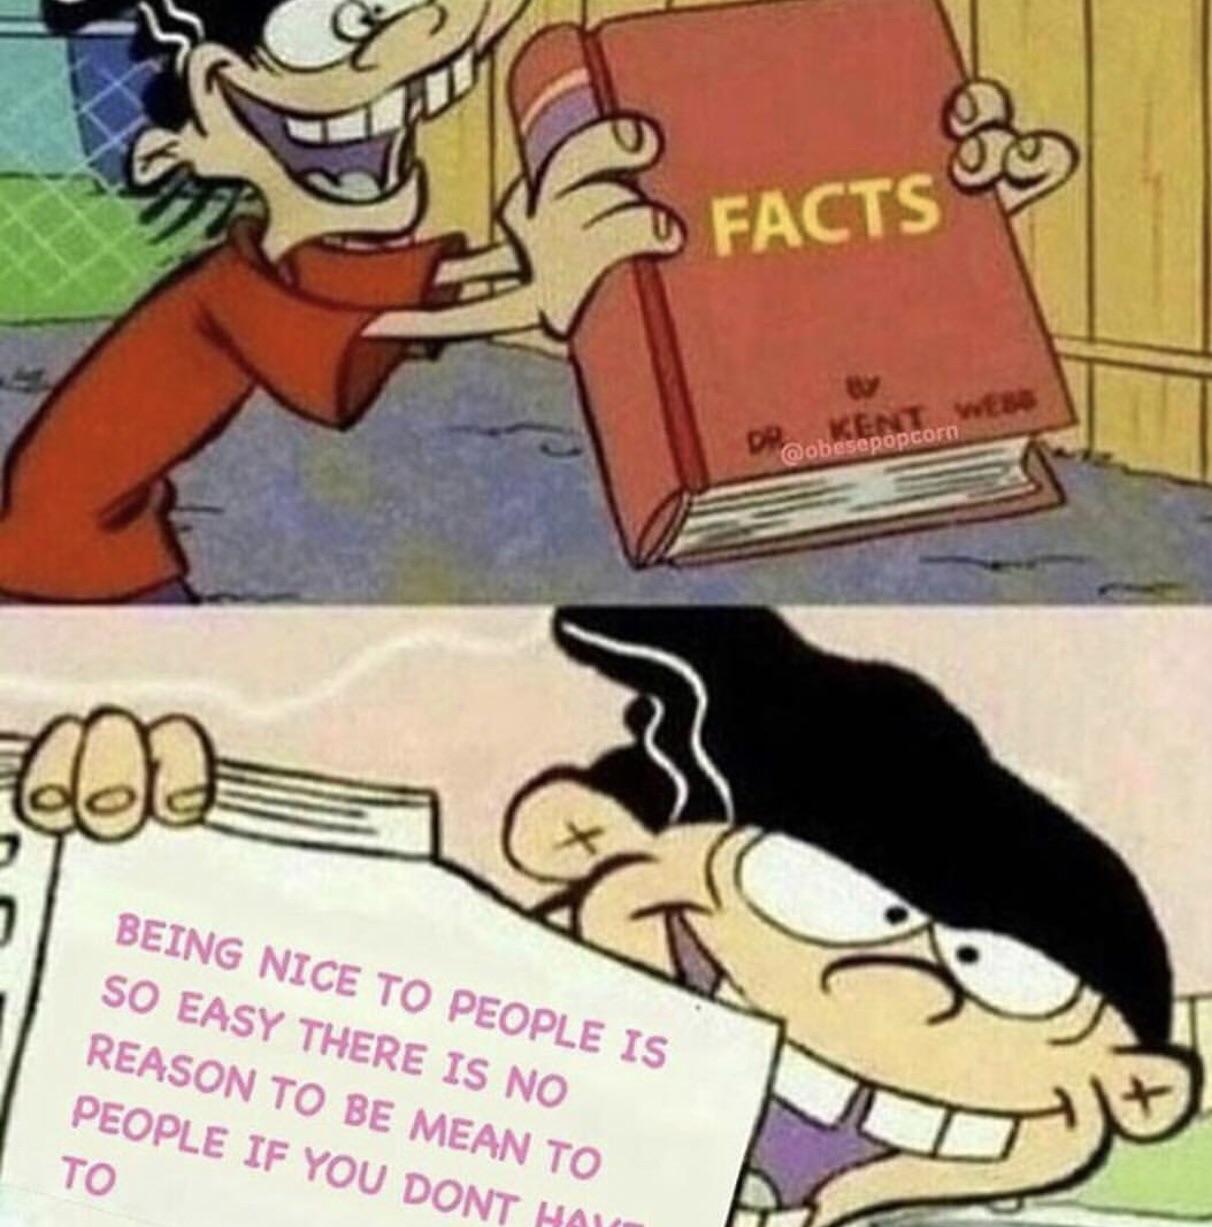 FACTS
By
DR. KENT WEBB
@obesepopcorn
BEING NICE TO PEOPLE IS
SO EASY THERE IS NO
REASON TO BE MEAN TO
PEOPLE IF YOU DONT HAVE
TO